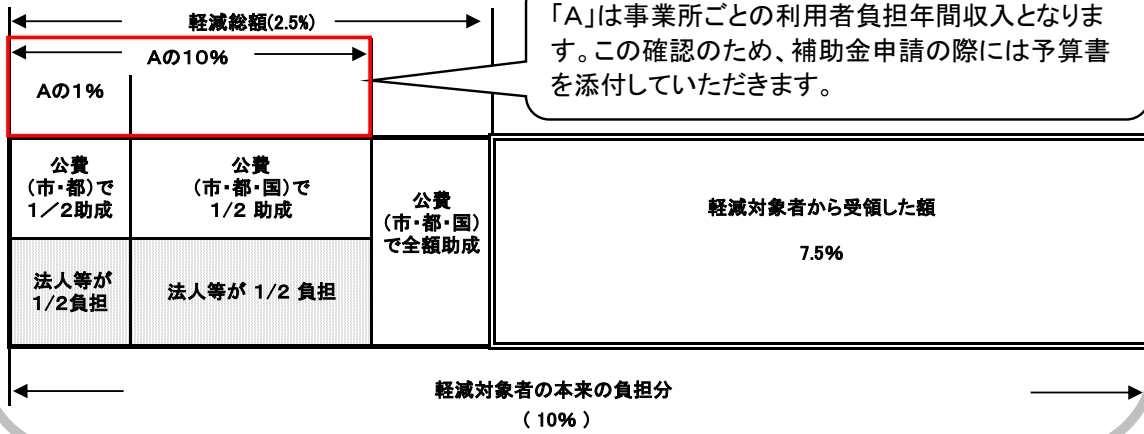 軽減総額(2.5%)
「A」は事業所ごとの利用者負担年間収入となりま
す。この確認のため、補助金申請の際には予算書
を添付していただきます。
Aの10%
Aの1%
公費
(市・都)で
1／2助成
公費
(市・都・国)で
1/2 助成
公費
(市・都・国)
で全額助成
軽減対象者から受領した額
7.5%
法人等が
1/2負担
法人等が 1/2 負担
軽減対象者の本来の負担分
( 10% )